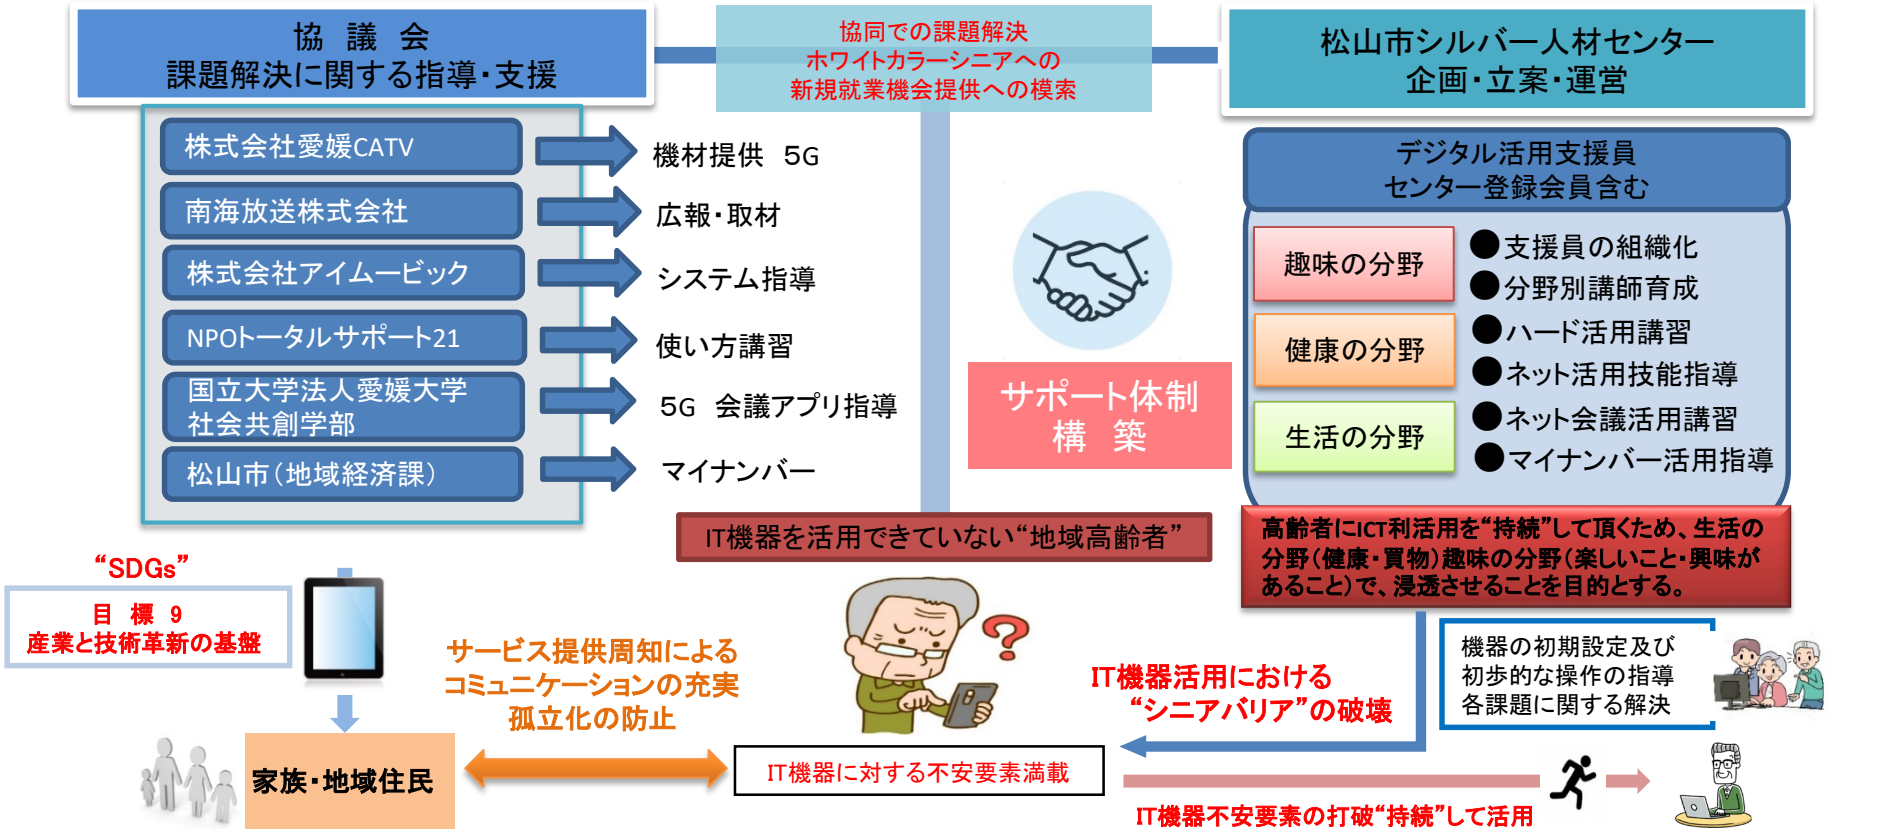 協　議　会
課題解決に関する指導・支援
協同での課題解決
ホワイトカラーシニアへの
新規就業機会提供への模索
松山市シルバー人材センター
企画・立案・運営
株式会社愛媛CATV
機材提供　5G
南海放送株式会社
広報・取材
株式会社アイムービック
システム指導
NPOトータルサポート21
使い方講習
国立大学法人愛媛大学
社会共創学部
5G　会議アプリ指導
松山市（地域経済課）
マイナンバー
サポート体制
構　築
デジタル活用支援員
センター登録会員含む
趣味の分野
健康の分野
生活の分野
●支援員の組織化
●分野別講師育成
●ハード活用講習
●ネット活用技能指導
●ネット会議活用講習
●マイナンバー活用指導
IT機器を活用できていない“地域高齢者”
高齢者にICT利活用を“持続”して頂くため、生活の
分野（健康・買物）趣味の分野（楽しいこと・興味が
あること）で、浸透させることを目的とする。
“SDGs”
目　標　9
産業と技術革新の基盤
サービス提供周知による
コミュニケーションの充実
孤立化の防止
IT機器活用における
“シニアバリア”の破壊
機器の初期設定及び
初歩的な操作の指導
各課題に関する解決
家族・地域住民
IT機器に対する不安要素満載
IT機器不安要素の打破“持続”して活用